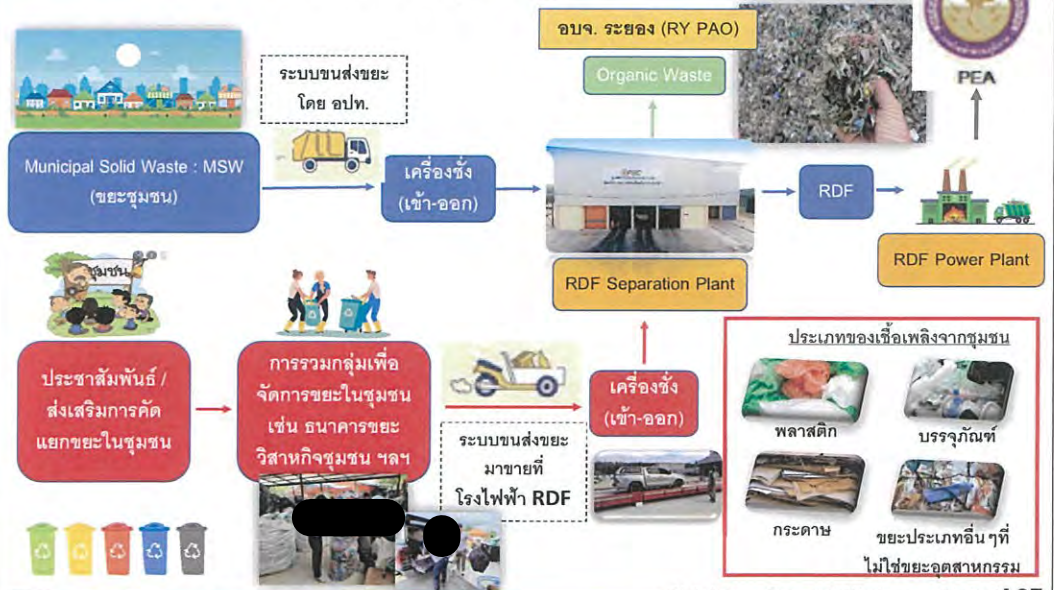 อบจ. ระยอง (RY PAO)
Organic Waste
PEA
ระบบขนส่งขยะ
โดย อปท.
Municipal Solid Waste : MSW
(ขยะชุมชน)
เครื่องชั่ง
(เข้า-ออก)
RDF
RDF Separation Plant
RDF Power Plant
ชุมชน
ประชาสัมพันธ์ /
ส่งเสริมการคัด
แยกขยะในชุมชน
การรวมกลุ่มเพื่อ
จัดการขยะในชุมชน
เช่น ธนาคารขยะ
วิสาหกิจชุมชน ฯลฯ
ระบบขนส่งขยะ
มาขายที่
โรงไฟฟ้า RDF
เครื่องชั่ง
(เข้า-ออก)
ประเภทของเชื้อเพลิงจากชุมชน
พลาสติก
บรรจุภัณฑ์
กระดาษ
ขยะประเภทอื่น ๆที่
ไม่ใช่ขยะอุตสาหกรรม